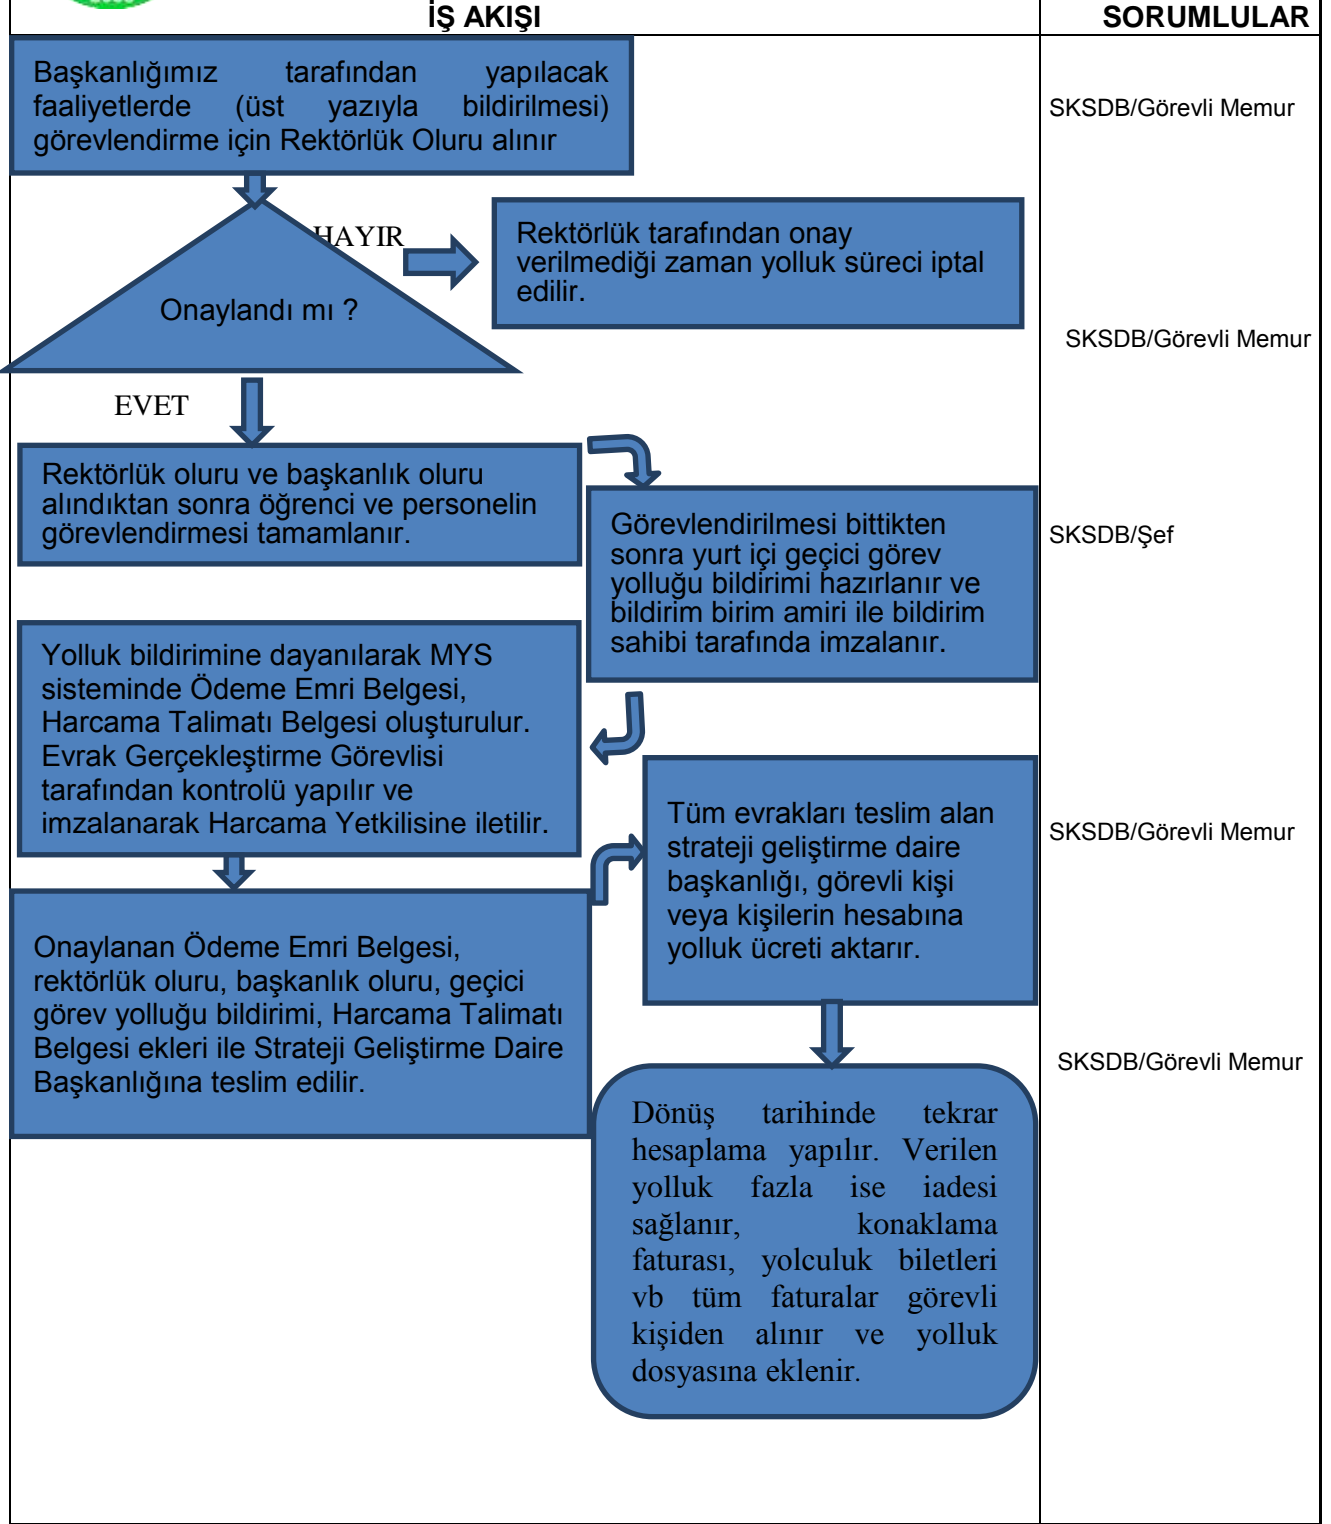 İŞ AKIŞI
SORUMLULAR
Başkanlığımız tarafından yapılacak
faaliyetlerde (üst yazıyla bildirilmesi)
görevlendirme için Rektörlük Oluru alınır
SKSDB/Görevli Memur
HAYIR
Rektörlük tarafından onay
verilmediği zaman yolluk süreci iptal
edilir.
Onaylandı mı ?
SKSDB/Görevli Memur
EVET
Rektörlük oluru ve başkanlık oluru
alındıktan sonra öğrenci ve personelin
görevlendirmesi tamamlanır.
Görevlendirilmesi bittikten
sonra yurt içi geçici görev
yolluğu bildirimi hazırlanır ve
bildirim birim amiri ile bildirim
sahibi tarafında imzalanır.
SKSDB/Şef
Yolluk bildirimine dayanılarak MYS
sisteminde Ödeme Emri Belgesi,
Harcama Talimatı Belgesi oluşturulur.
Evrak Gerçekleştirme Görevlisi
tarafından kontrolü yapılır ve
imzalanarak Harcama Yetkilisine iletilir.
Tüm evrakları teslim alan
strateji geliştirme daire
başkanlığı, görevli kişi
veya kişilerin hesabına
yolluk ücreti aktarır.
SKSDB/Görevli Memur
Onaylanan Ödeme Emri Belgesi,
rektörlük oluru, başkanlık oluru, geçici
görev yolluğu bildirimi, Harcama Talimatı
Belgesi ekleri ile Strateji Geliştirme Daire
Başkanlığına teslim edilir.
SKSDB/Görevli Memur
Dönüş tarihinde tekrar
hesaplama yapılır. Verilen
yolluk fazla ise iadesi
sağlanır, konaklama
faturası, yolculuk biletleri
vb tüm faturalar görevli
kişiden alınır ve yolluk
dosyasına eklenir.